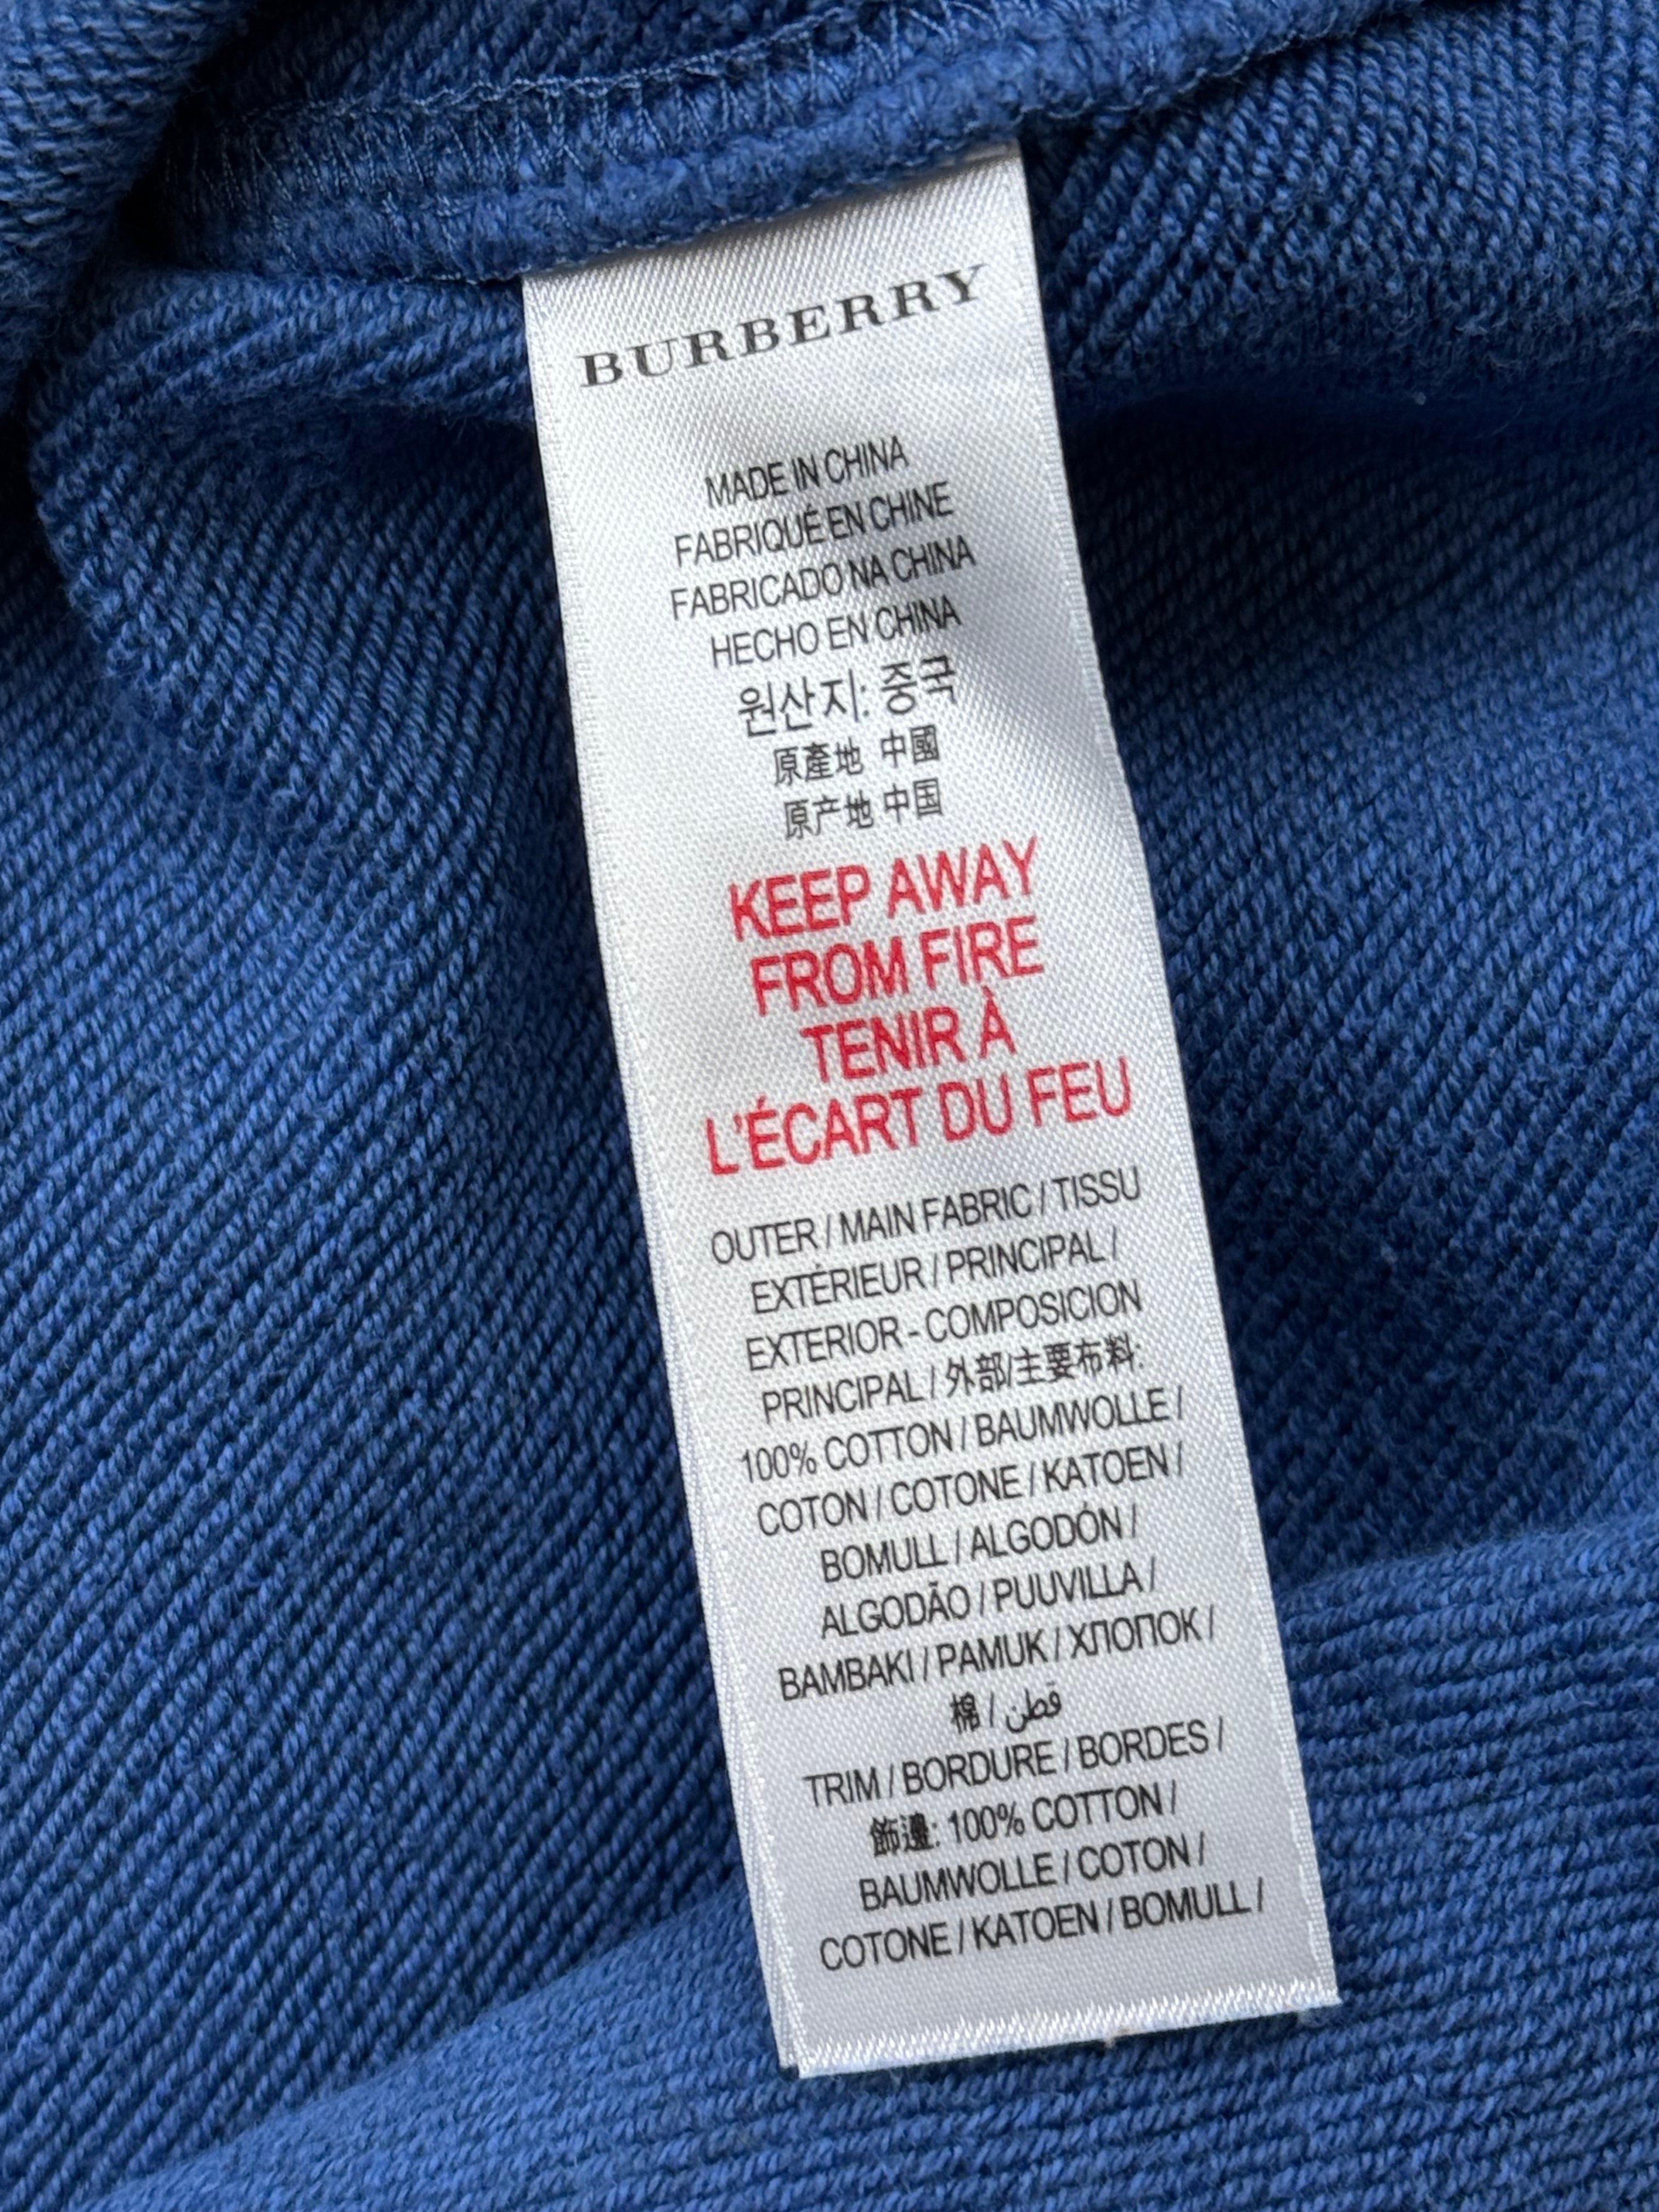 BURBERRY
MADE IN CHINA
FABRIQUÉ EN CHINE
FABRICADO NA CHINA
HECHO EN CHINA
원산지: 중국
原產地 中國
原产地 中国
KEEP AWAY
FROM FIRE
TENIR À
L'ÉCART DU FEU
OUTER / MAIN FABRIC / TISSU
EXTÉRIEUR / PRINCIPAL /
EXTERIOR - COMPOSICION
PRINCIPAL / 外部/主要布料:
100% COTTON / BAUMWOLLE /
COTON / COTONE / KATOEN /
BOMULL / ALGODÓN /
ALGODÃO / PUUVILLA /
BAMBAKI / PAMUK / ХЛОПОК /
棉 / قطن
TRIM / BORDURE / BORDES /
飾邊: 100% COTTON /
BAUMWOLLE / COTON /
COTONE / KATOEN / BOMULL /